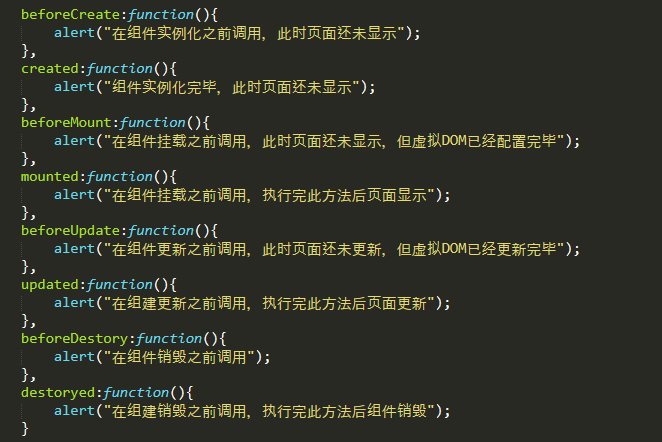 beforeCreate:function(){
    alert("在组件实例化之前调用，此时页面还未显示");
},
created:function(){
    alert("组件实例化完毕，此时页面还未显示");
},
beforeMount:function(){
    alert("在组件挂载之前调用，此时页面还未显示，但虚拟DOM已经配置完毕");
},
mounted:function(){
    alert("在组件挂载之前调用，执行完此方法后页面显示");
},
beforeUpdate:function(){
    alert("在组件更新之前调用，此时页面还未更新，但虚拟DOM已经更新完毕");
},
updated:function(){
    alert("在组建更新之前调用，执行完此方法后页面更新");
},
beforeDestory:function(){
    alert("在组件销毁之前调用");
},
destoryed:function(){
    alert("在组建销毁之前调用，执行完此方法后组件销毁");
}